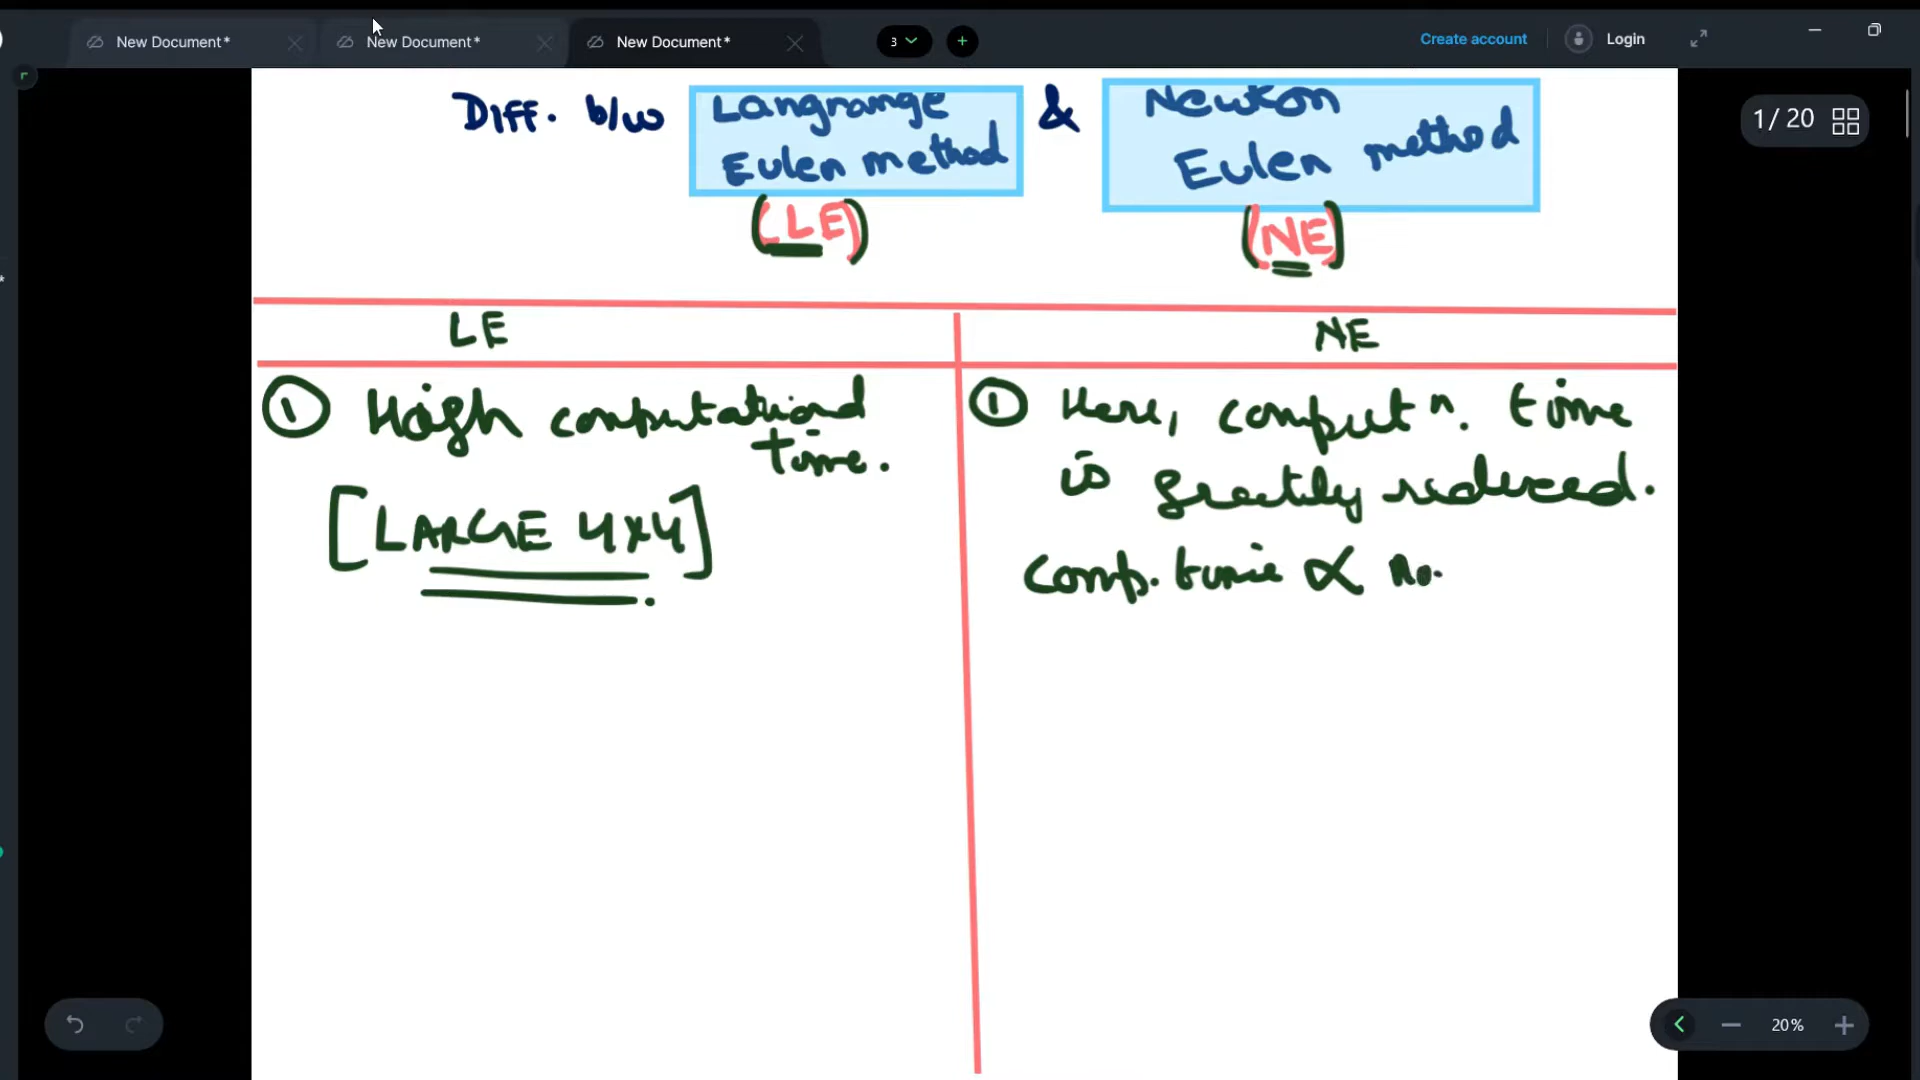 New Document*
New Document*
New Document*
3
Create account
Login
1/20
Diff. b/w Langrange & Newton
Euler method
Euler method
(LE)
(NE)
LE
NE
① High computational
time.
[LARGE 4x4]
① Here, computⁿ. time
is greatly reduced.
Comp. time ∝ no.
20%